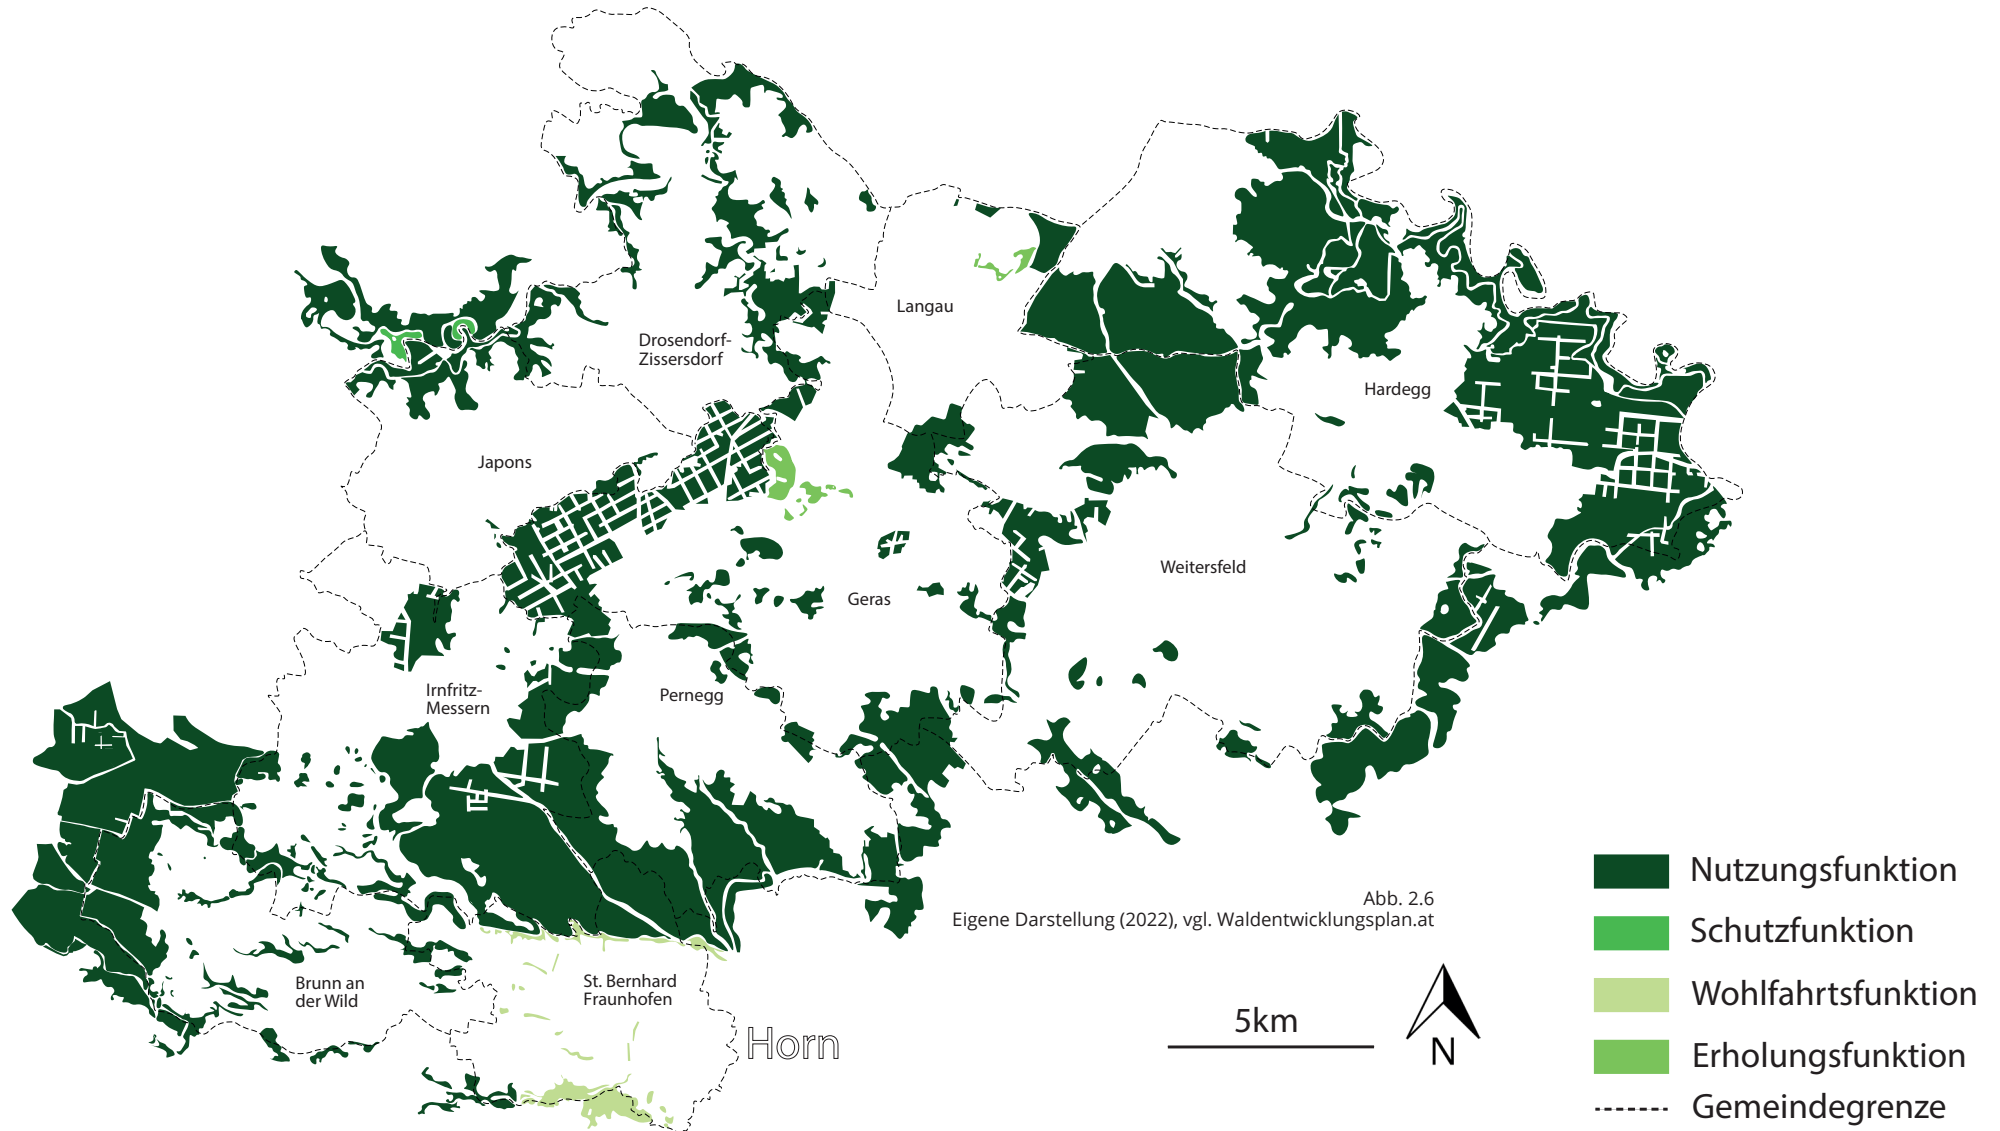 Langau
Drosendorf-
Zissersdorf
Hardegg
Japons
Weitersfeld
Geras
Irnfritz-
Messern
Pernegg
Brunn an
der Wild
St. Bernhard
Fraunhofen
Horn
Abb. 2.6
Eigene Darstellung (2022), vgl. Waldentwicklungsplan.at
5km
N
Nutzungsfunktion
Schutzfunktion
Wohlfahrtsfunktion
Erholungsfunktion
Gemeindegrenze